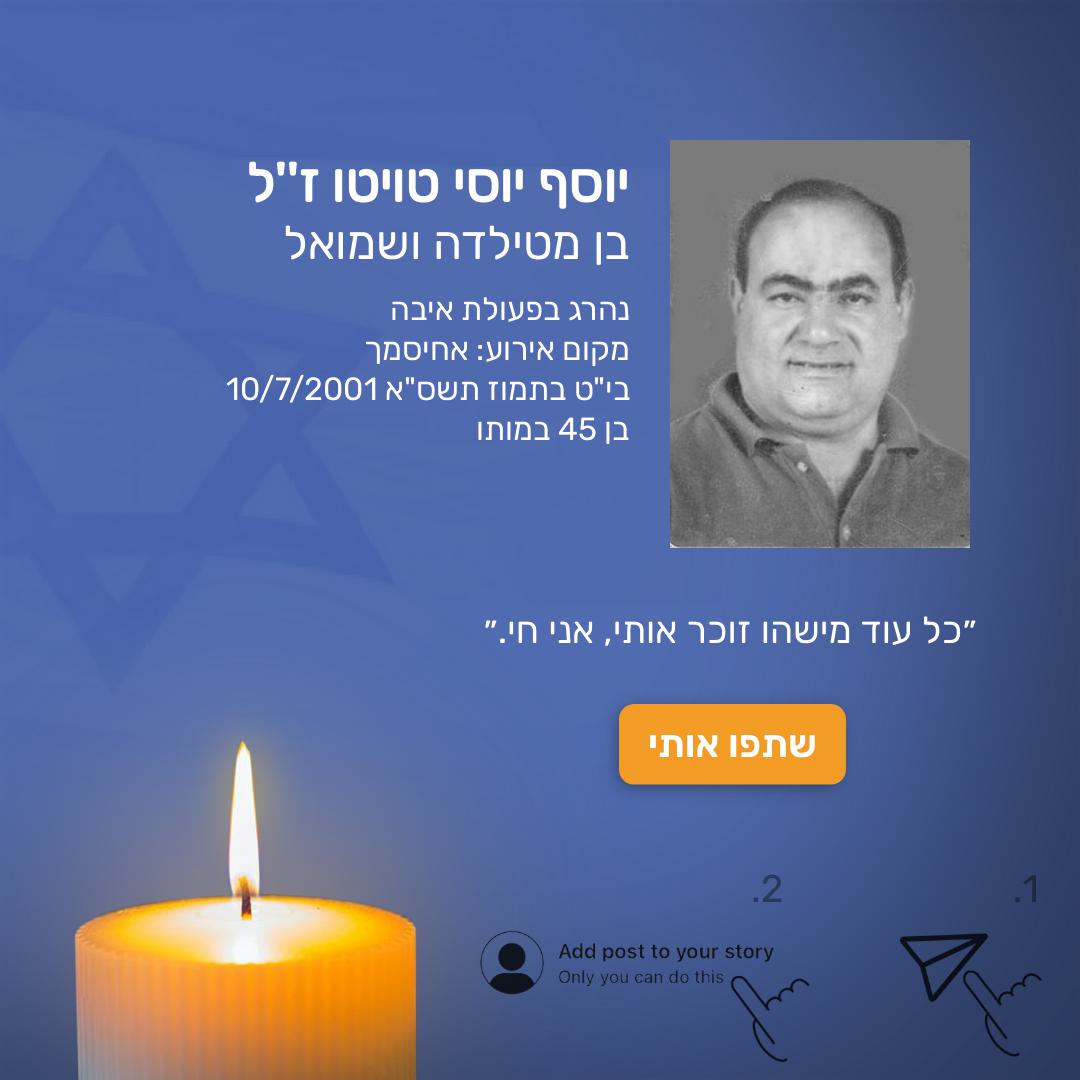 יוסף יוסי טויטו ז"ל
בן מטילדה ושמואל
נהרג בפעולת איבה
מקום אירוע: אחיסמך
בי"ט בתמוז תשס"א 10/7/2001
בן 45 במותו
״כל עוד מישהו זוכר אותי, אני חי.״
שתפו אותי
1.
2.
Add post to your story
Only you can do this